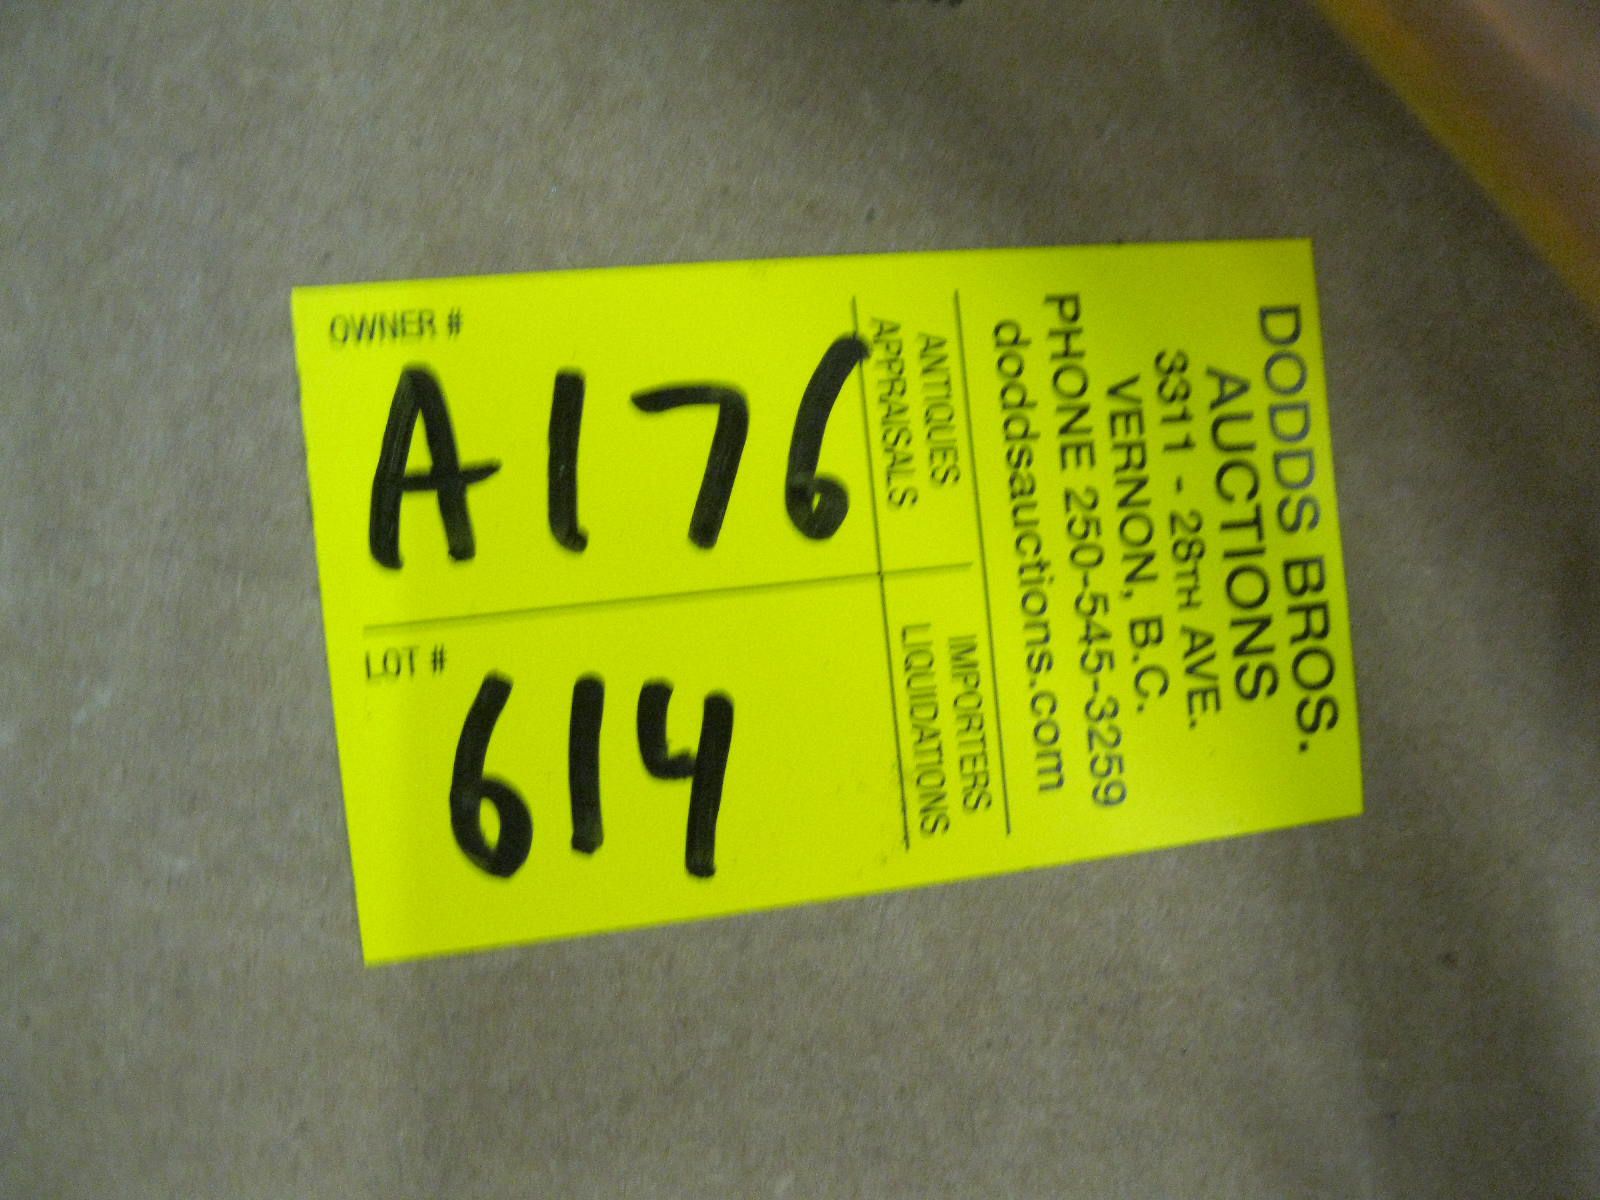 DODDS BROS.
AUCTIONS
3311 - 28TH AVE.
VERNON, B.C.
PHONE 250-545-3259
doddsauctions.com
ANTIQUES IMPORTERS
APPRAISALS LIQUIDATIONS
OWNER #
A176
LOT #
614